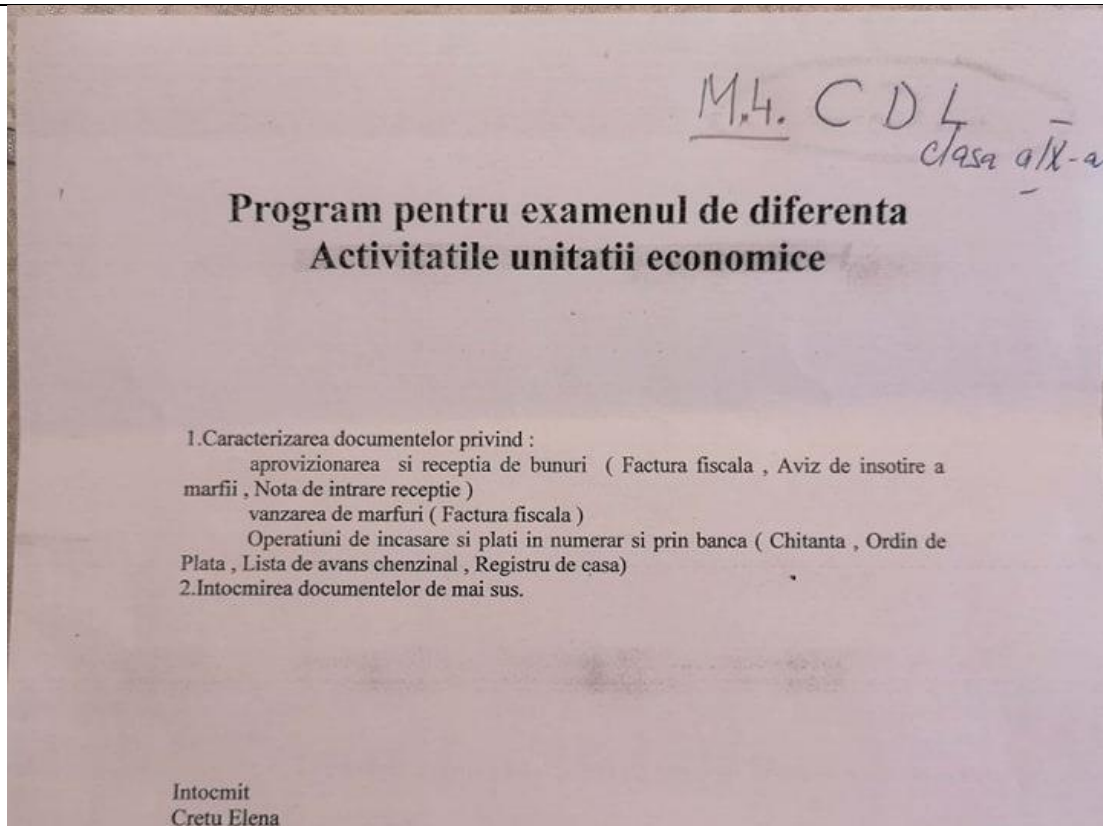 M.4. CDL
clasa a IX-a
Program pentru examenul de diferenta
Activitatile unitatii economice
1.Caracterizarea documentelor privind :
aprovizionarea si receptia de bunuri ( Factura fiscala , Aviz de insotire a
marfii , Nota de intrare receptie )
vanzarea de marfuri ( Factura fiscala )
Operatiuni de incasare si plati in numerar si prin banca ( Chitanta , Ordin de
Plata , Lista de avans chenzinal , Registru de casa)
2.Intocmirea documentelor de mai sus.
Intocmit
Cretu Elena